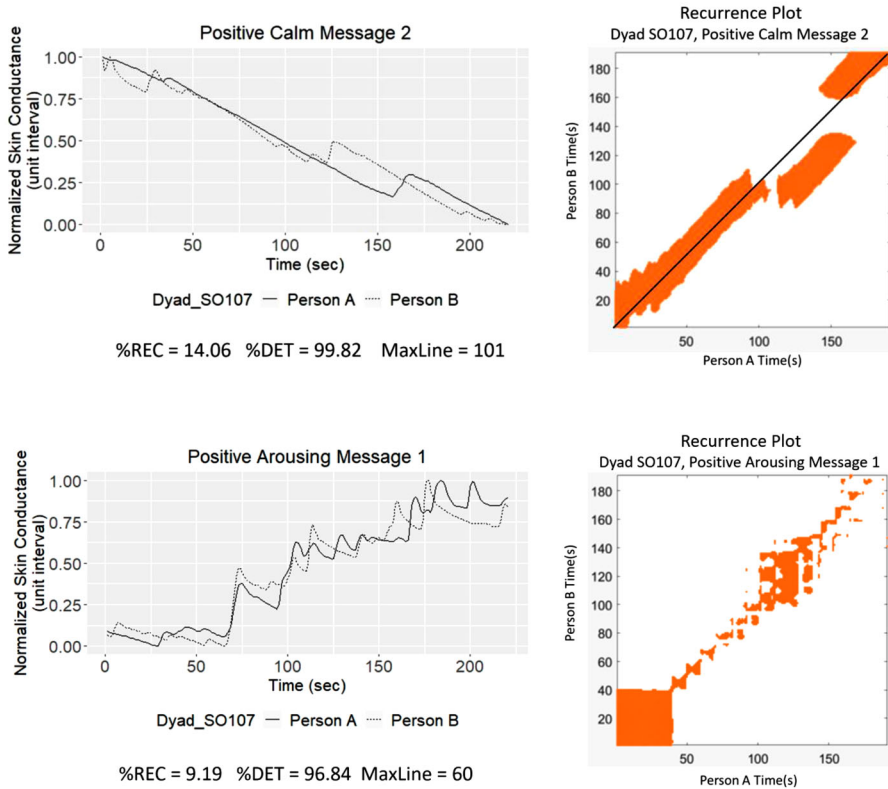 Positive Calm Message 2
Normalized Skin Conductance
(unit interval)
1.00
0.75
0.50
0.25
0.00
0 50 100 150 200
Time (sec)
Dyad_SO107 Person A Person B
%REC = 14.06 %DET = 99.82 MaxLine = 101
Recurrence Plot
Dyad SO107, Positive Calm Message 2
Person B Time(s)
180
160
140
120
100
80
60
40
20
50 100 150
Person A Time(s)
Positive Arousing Message 1
Normalized Skin Conductance
(unit interval)
1.00
0.75
0.50
0.25
0.00
0 50 100 150 200
Time (sec)
Dyad_SO107 Person A Person B
%REC = 9.19 %DET = 96.84 MaxLine = 60
Recurrence Plot
Dyad SO107, Positive Arousing Message 1
Person B Time(s)
180
160
140
120
100
80
60
40
20
50 100 150
Person A Time(s)